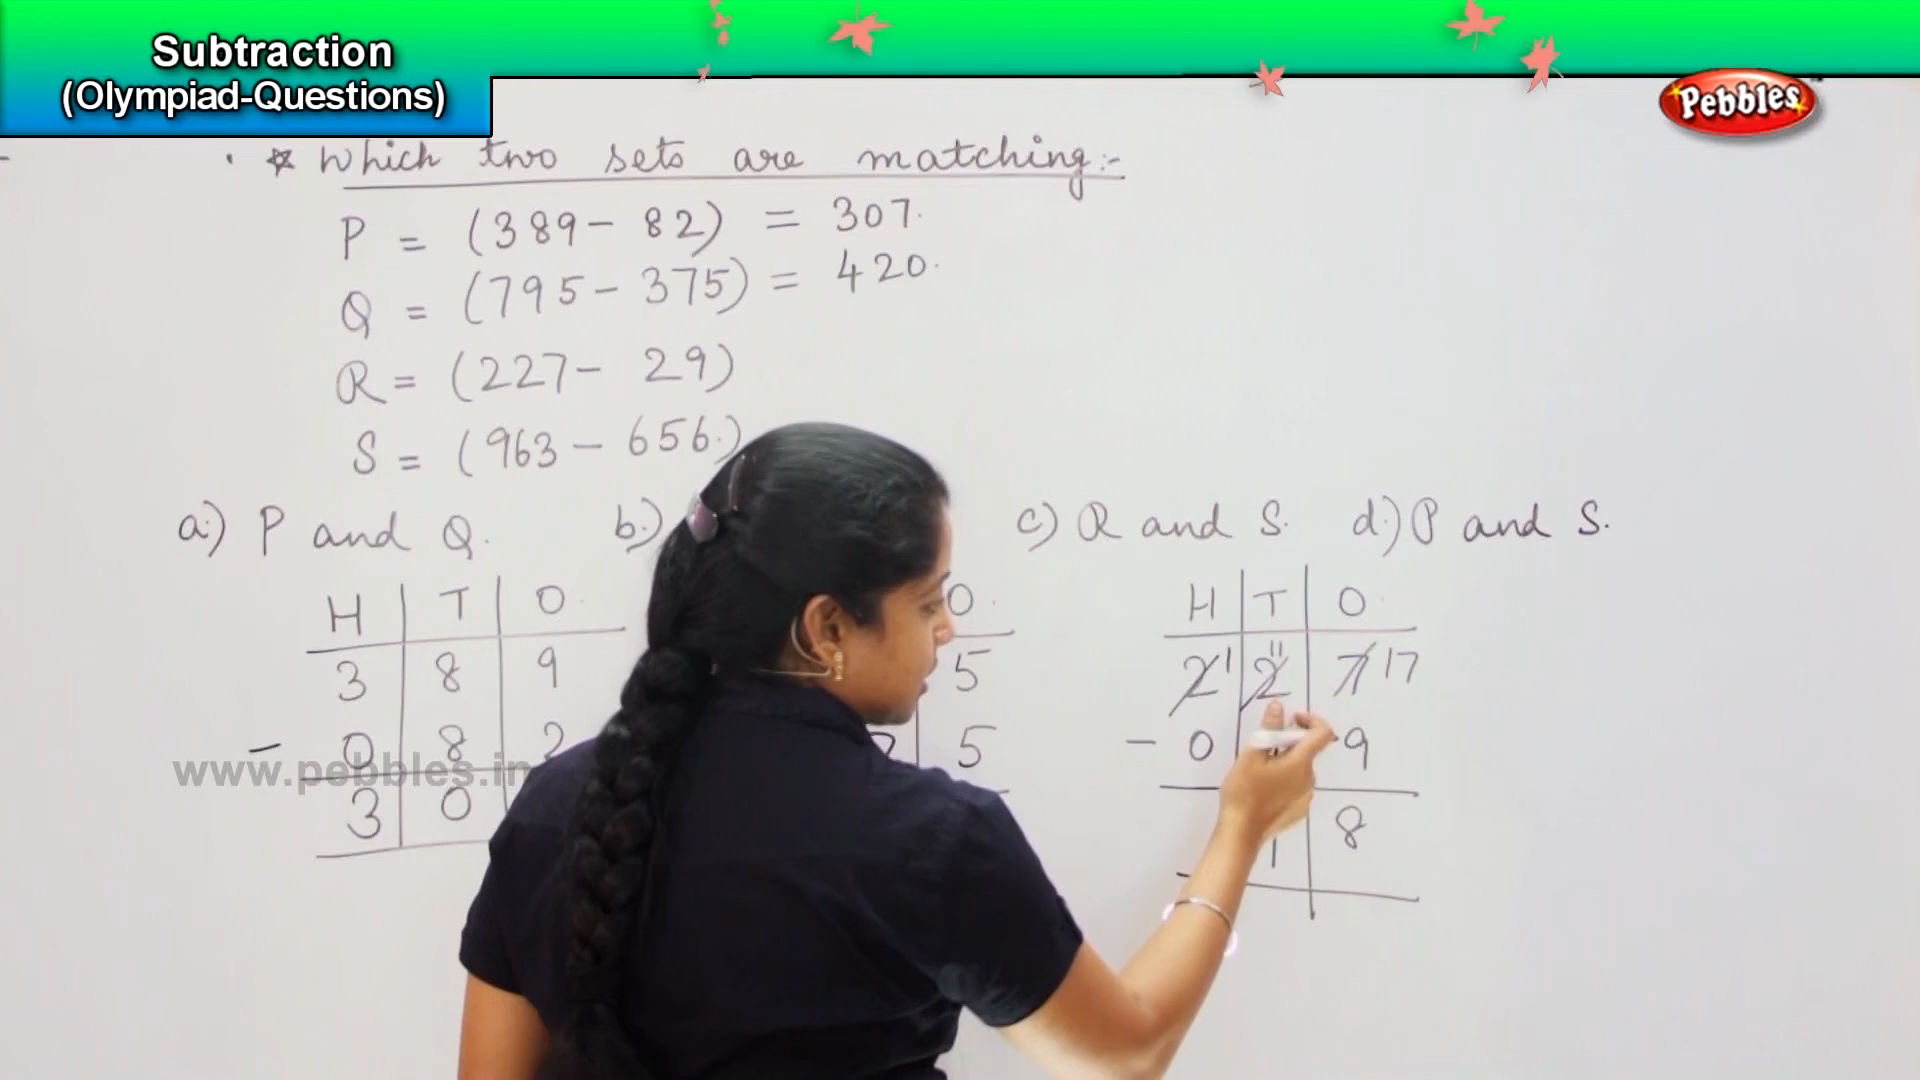 Subtraction
(Olympiad-Questions)
Pebbles
* Which two sets are matching:-
P = (389 - 82) = 307.
Q = (795 - 375) = 420.
R = (227 - 29)
S = (963 - 656.)
a.) P and Q. b.) c) R and S. d.) P and S.
H T O. O. H T O.
3 8 9 5 2 1 2 11 7 17
- 0 8 2 5 - 0 9
www.pebbles.in
3 0 1 8